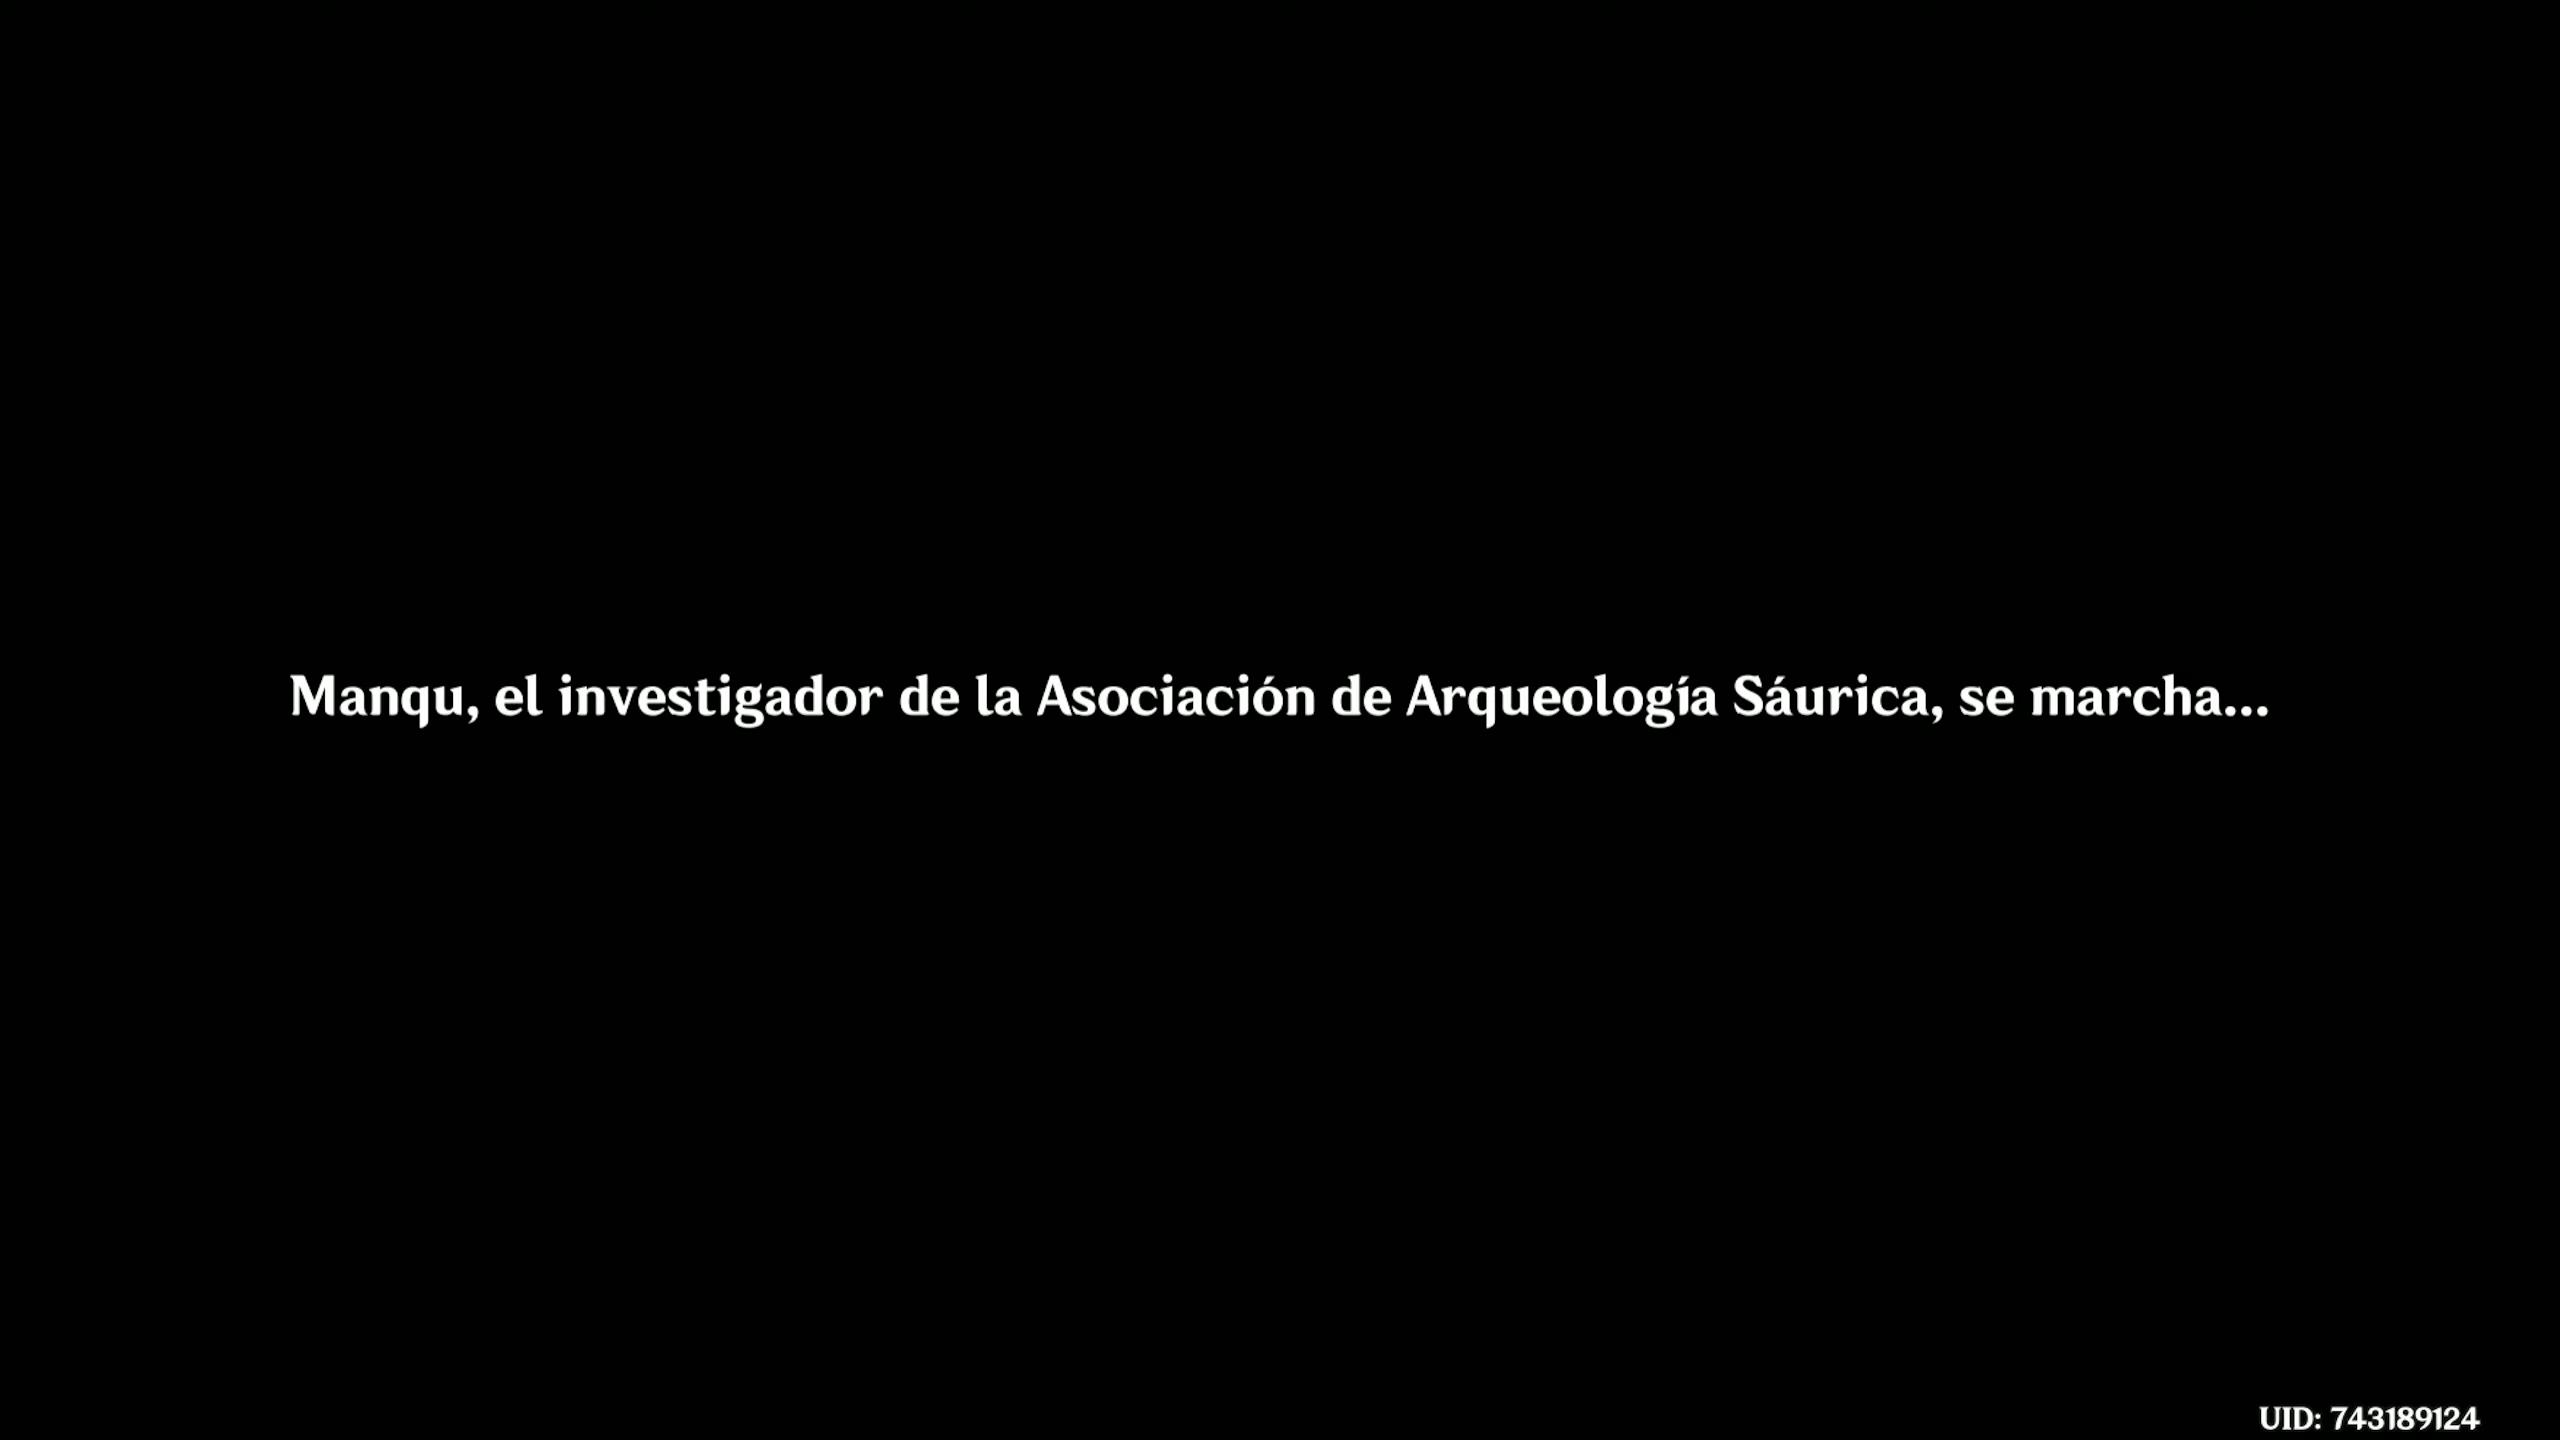 Manqu, el investigador de la Asociación de Arqueología Sáurica, se marcha...
UID: 743189124